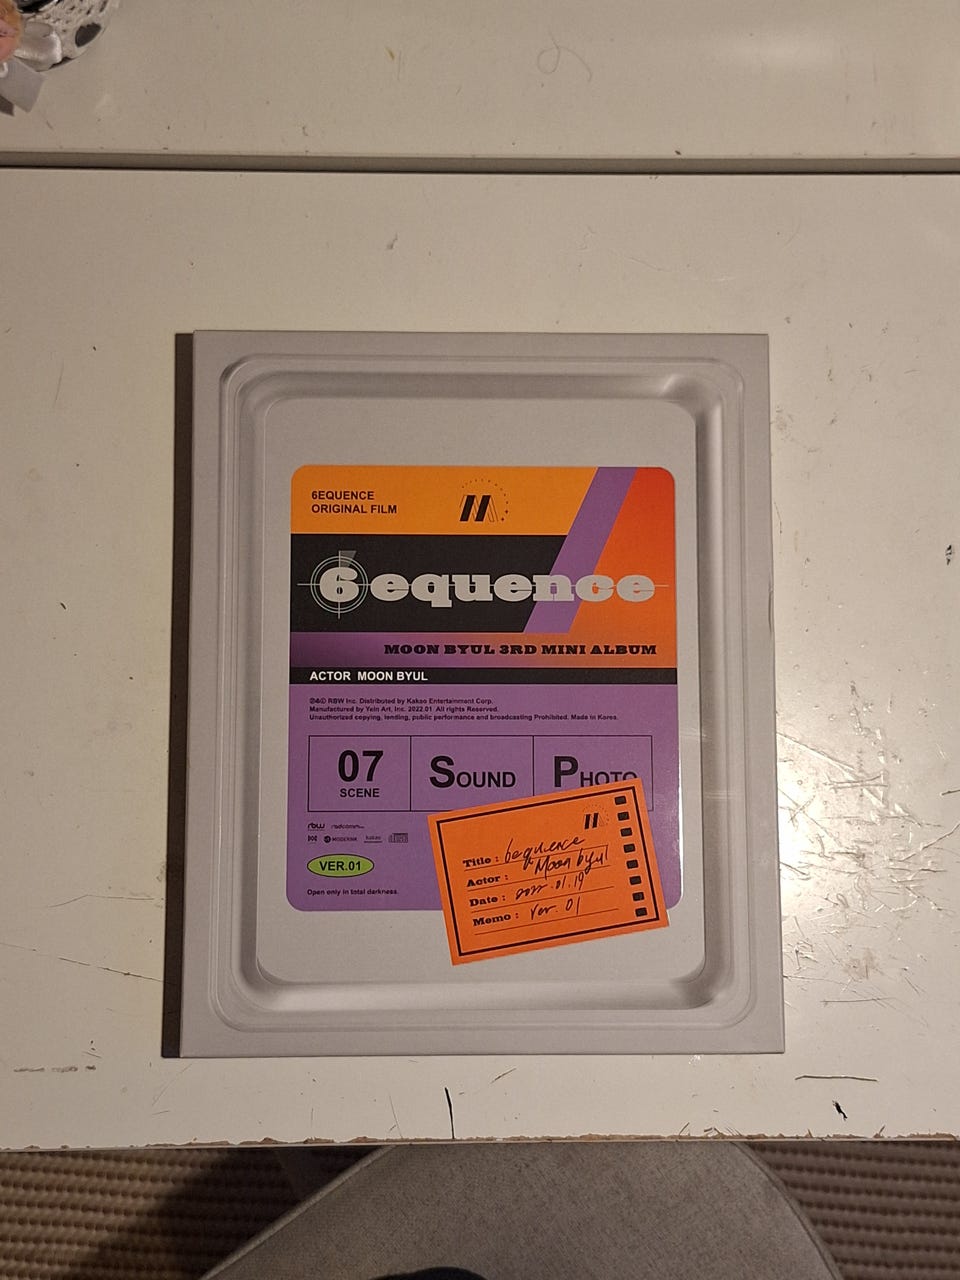 6EQUENCE
ORIGINAL FILM
6equence
MOON BYUL 3RD MINI ALBUM
ACTOR MOON BYUL
℗&© RBW Inc. Distributed by Kakao Entertainment Corp.
Manufactured by Yein Art, Inc. 2022.01 All rights Reserved.
Unauthorized copying, lending, public performance and broadcasting Prohibited. Made in Korea.
07
SCENE
SOUND
PHOTO
rbw
MODERNK
kakao
VER.01
Open only in total darkness.
Title : 6equence
Actor : Moon byul
Date : 2022.01.19
Memo : Ver. 01